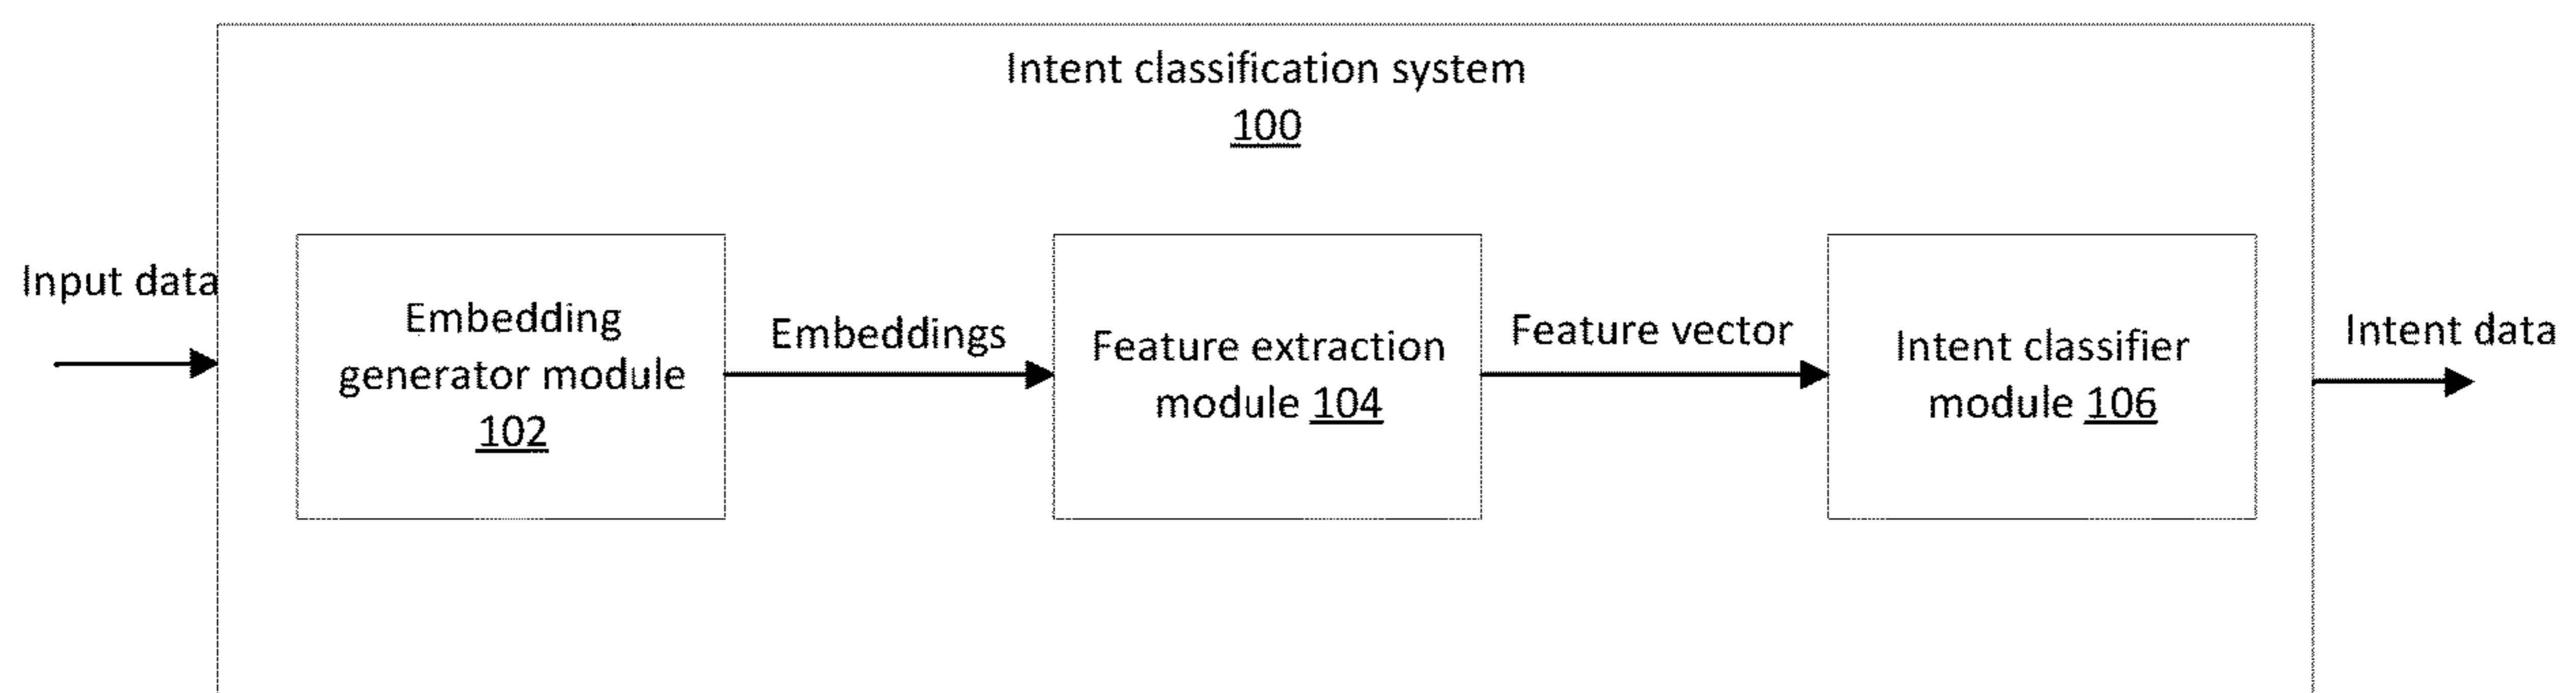 Intent classification system
100
Input data
Embedding
generator module
102
Embeddings
Feature extraction
module 104
Feature vector
Intent classifier
module 106
Intent data